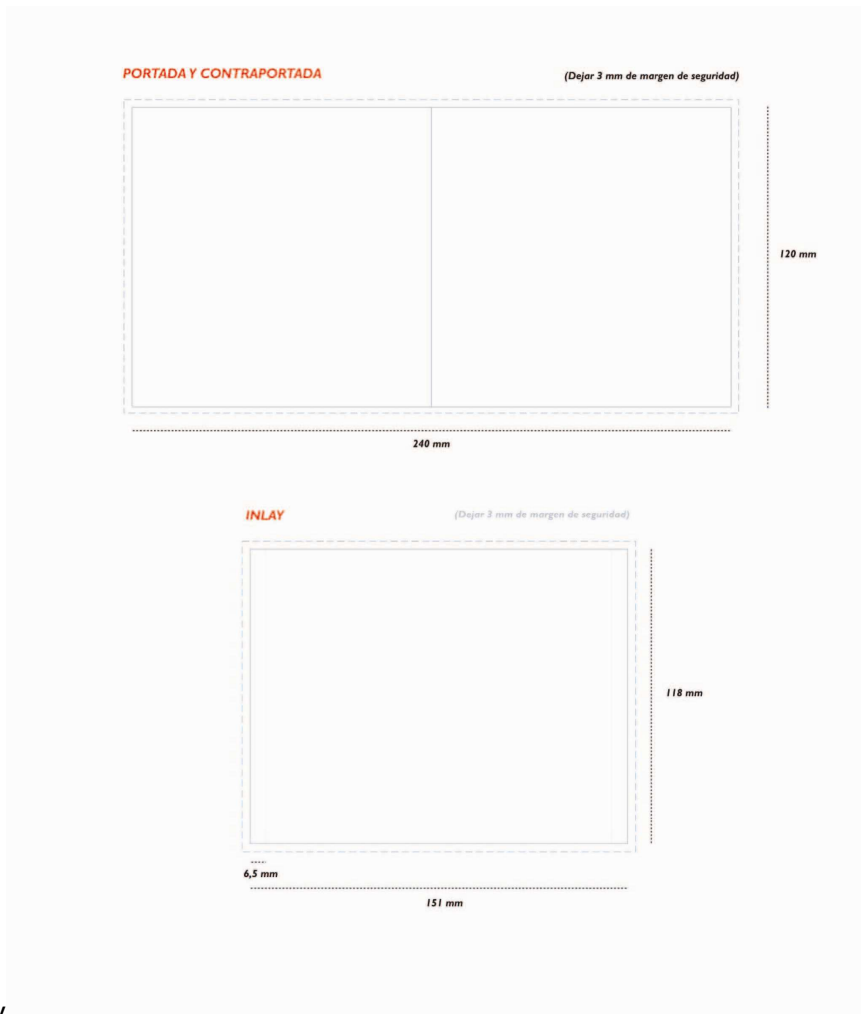 PORTADA Y CONTRAPORTADA
(Dejar 3 mm de margen de seguridad)
120 mm
240 mm
INLAY
(Dejar 3 mm de margen de seguridad)
118 mm
6,5 mm
151 mm